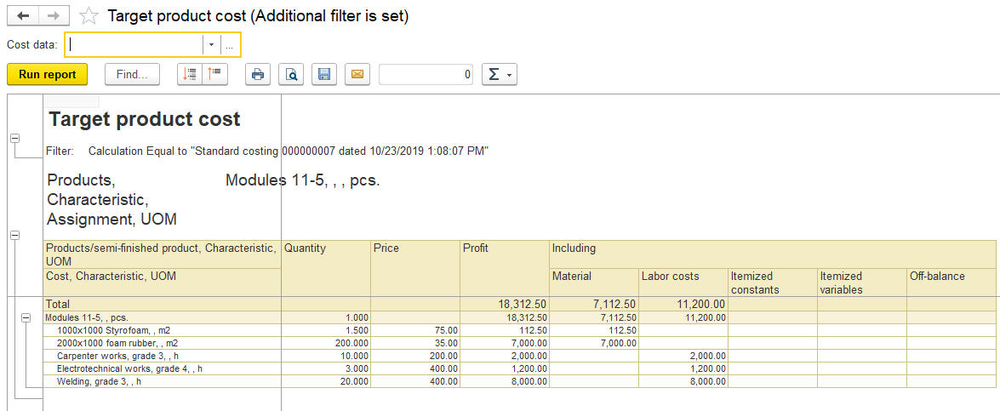 Target product cost (Additional filter is set)
Cost data:
...
Run report
Find...
0
Σ
Target product cost
Filter: Calculation Equal to "Standard costing 000000007 dated 10/23/2019 1:08:07 PM"
Products, Modules 11-5, , , pcs.
Characteristic,
Assignment, UOM
Products/semi-finished product, Characteristic, Quantity Price Profit Including
UOM
Cost, Characteristic, UOM Material Labor costs Itemized Itemized Off-balance
constants variables
Total 18,312.50 7,112.50 11,200.00
Modules 11-5, , pcs. 1.000 18,312.50 7,112.50 11,200.00
1000x1000 Styrofoam, , m2 1.500 75.00 112.50 112.50
2000x1000 foam rubber, , m2 200.000 35.00 7,000.00 7,000.00
Carpenter works, grade 3, , h 10.000 200.00 2,000.00 2,000.00
Electrotechnical works, grade 4, , h 3.000 400.00 1,200.00 1,200.00
Welding, grade 3, , h 20.000 400.00 8,000.00 8,000.00